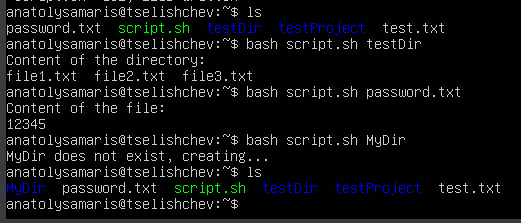 anatolysamaris@tselishchev:~$ ls
password.txt script.sh testDir testProject test.txt
anatolysamaris@tselishchev:~$ bash script.sh testDir
Content of the directory:
file1.txt file2.txt file3.txt
anatolysamaris@tselishchev:~$ bash script.sh password.txt
Content of the file:
12345
anatolysamaris@tselishchev:~$ bash script.sh MyDir
MyDir does not exist, creating...
anatolysamaris@tselishchev:~$ ls
MyDir password.txt script.sh testDir testProject test.txt
anatolysamaris@tselishchev:~$